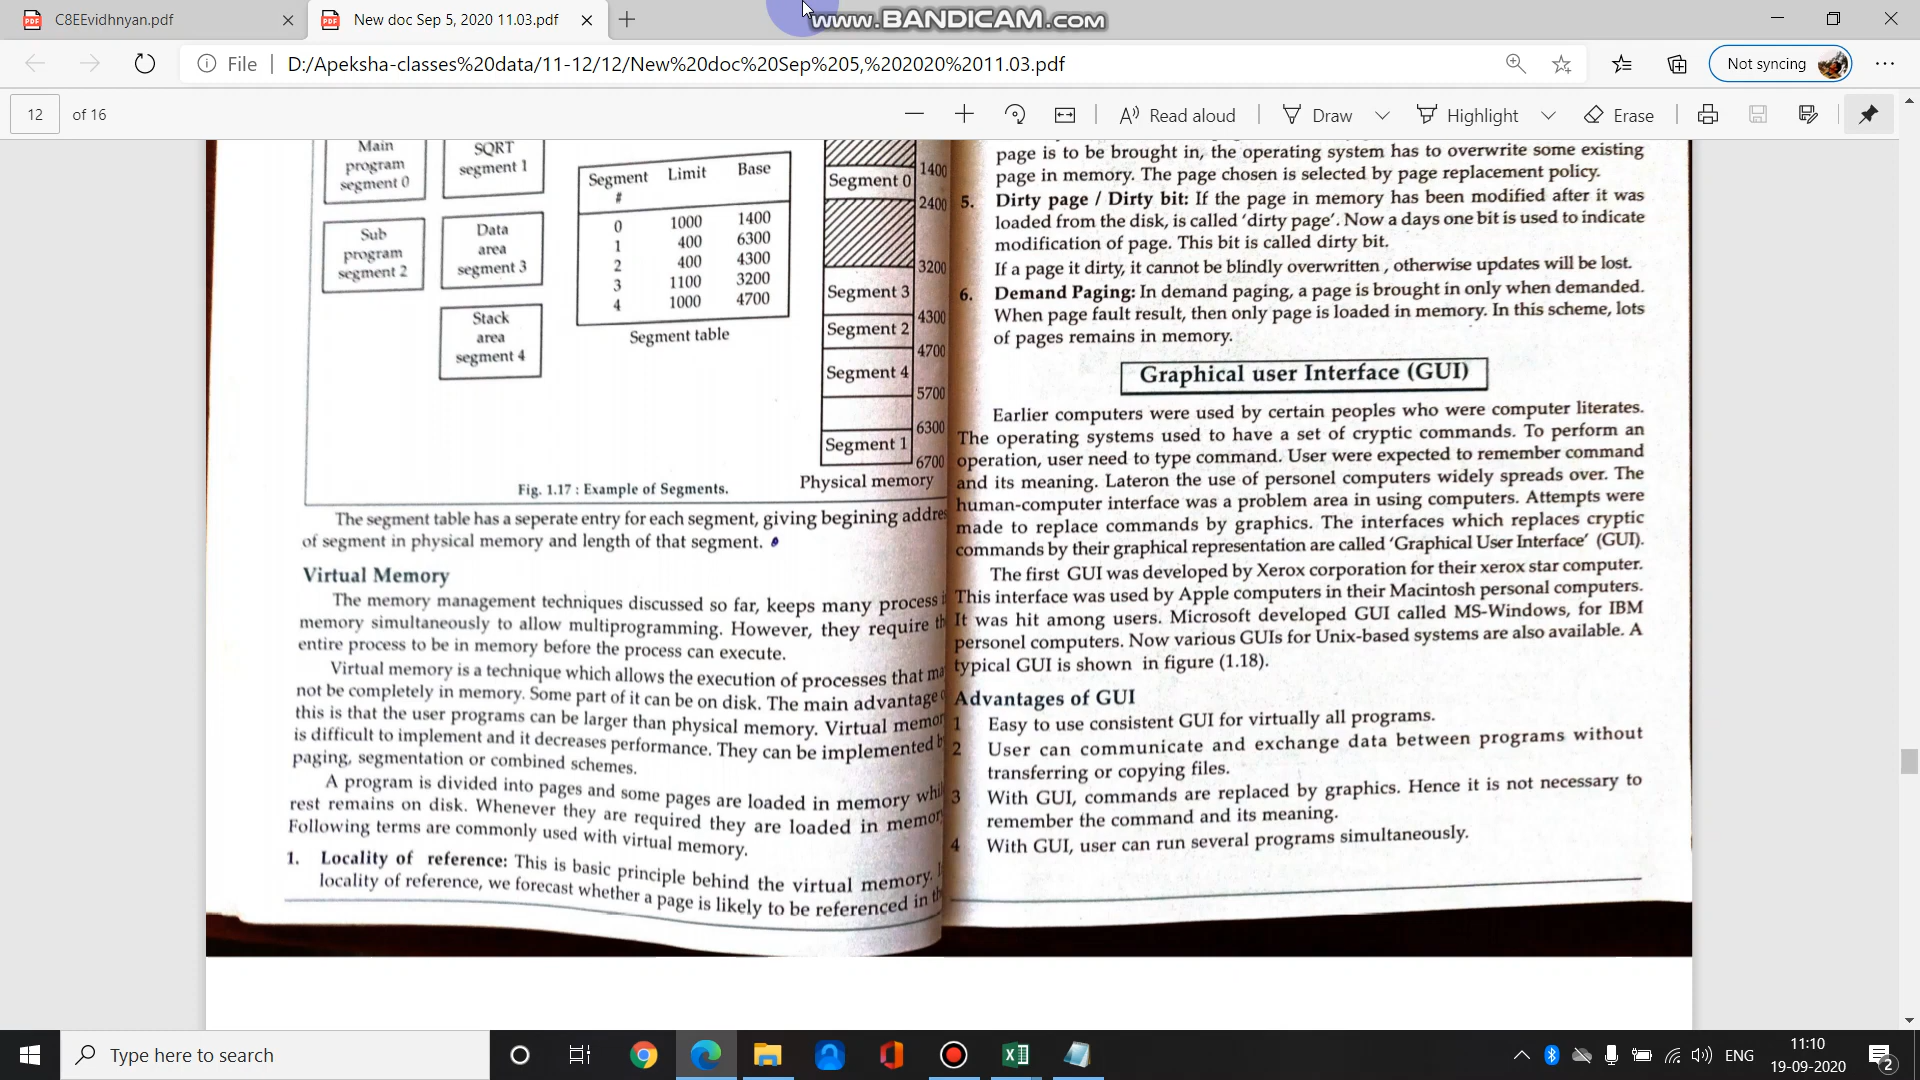 C8EEvidhnyan.pdf
New doc Sep 5, 2020 11.03.pdf
www.BANDICAM.com
File
D:/Apeksha-classes%20data/11-12/12/New%20doc%20Sep%205,%202020%2011.03.pdf
Not syncing
12 of 16
Read aloud
Draw
Highlight
Erase
Main
program
segment 0
SQRT
segment 1
Sub
program
segment 2
Data
area
segment 3
Stack
area
segment 4
Segment # Limit Base
0 1000 1400
1 400 6300
2 400 4300
3 1100 3200
4 1000 4700
Segment table
1400
Segment 0
2400
3200
Segment 3
4300
Segment 2
4700
Segment 4
5700
6300
Segment 1
6700
Physical memory
Fig. 1.17 : Example of Segments.
The segment table has a seperate entry for each segment, giving begining addre
of segment in physical memory and length of that segment.
Virtual Memory
The memory management techniques discussed so far, keeps many process
memory simultaneously to allow multiprogramming. However, they require th
entire process to be in memory before the process can execute.
Virtual memory is a technique which allows the execution of processes that ma
not be completely in memory. Some part of it can be on disk. The main advantage
this is that the user programs can be larger than physical memory. Virtual memor
is difficult to implement and it decreases performance. They can be implemented b
paging, segmentation or combined schemes.
A program is divided into pages and some pages are loaded in memory whil
rest remains on disk. Whenever they are required they are loaded in memor
Following terms are commonly used with virtual memory.
1. Locality of reference: This is basic principle behind the virtual memory.
locality of reference, we forecast whether a page is likely to be referenced in th
page is to be brought in, the operating system has to overwrite some existing
page in memory. The page chosen is selected by page replacement policy.
5. Dirty page / Dirty bit: If the page in memory has been modified after it was
loaded from the disk, is called 'dirty page'. Now a days one bit is used to indicate
modification of page. This bit is called dirty bit.
If a page it dirty, it cannot be blindly overwritten , otherwise updates will be lost.
6. Demand Paging: In demand paging, a page is brought in only when demanded.
When page fault result, then only page is loaded in memory. In this scheme, lots
of pages remains in memory.
Graphical user Interface (GUI)
Earlier computers were used by certain peoples who were computer literates.
The operating systems used to have a set of cryptic commands. To perform an
operation, user need to type command. User were expected to remember command
and its meaning. Lateron the use of personel computers widely spreads over. The
human-computer interface was a problem area in using computers. Attempts were
made to replace commands by graphics. The interfaces which replaces cryptic
commands by their graphical representation are called 'Graphical User Interface' (GUI).
The first GUI was developed by Xerox corporation for their xerox star computer.
This interface was used by Apple computers in their Macintosh personal computers.
It was hit among users. Microsoft developed GUI called MS-Windows, for IBM
personel computers. Now various GUIs for Unix-based systems are also available. A
typical GUI is shown in figure (1.18).
Advantages of GUI
1 Easy to use consistent GUI for virtually all programs.
2 User can communicate and exchange data between programs without
transferring or copying files.
3 With GUI, commands are replaced by graphics. Hence it is not necessary to
remember the command and its meaning.
4 With GUI, user can run several programs simultaneously.
Type here to search
ENG
11:10
19-09-2020
2